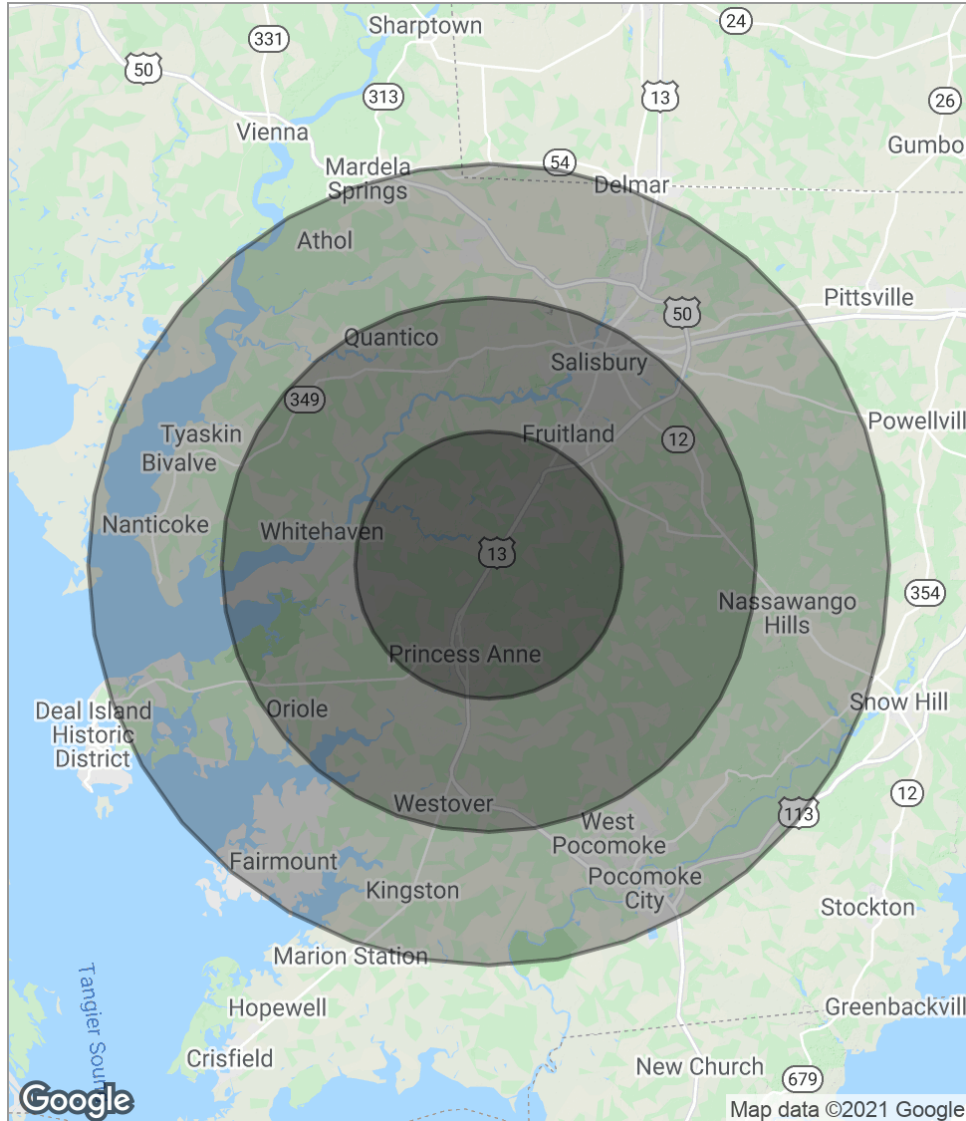 Sharptown
24
331
50
313
13
26
Vienna
Gumbo
54
Mardela
Springs
Delmar
Athol
Pittsville
50
Quantico
Salisbury
349
Powellvill
Tyaskin
Fruitland
12
Bivalve
Nanticoke
Whitehaven
13
354
Nassawango
Hills
Princess Anne
Snow Hill
Deal Island
Historic
District
Oriole
12
Westover
113
West
Pocomoke
Fairmount
Kingston
Pocomoke
City
Stockton
Marion Station
Tangier Soun
Hopewell
Greenbackvill
Crisfield
New Church
679
Google
Map data ©2021 Google